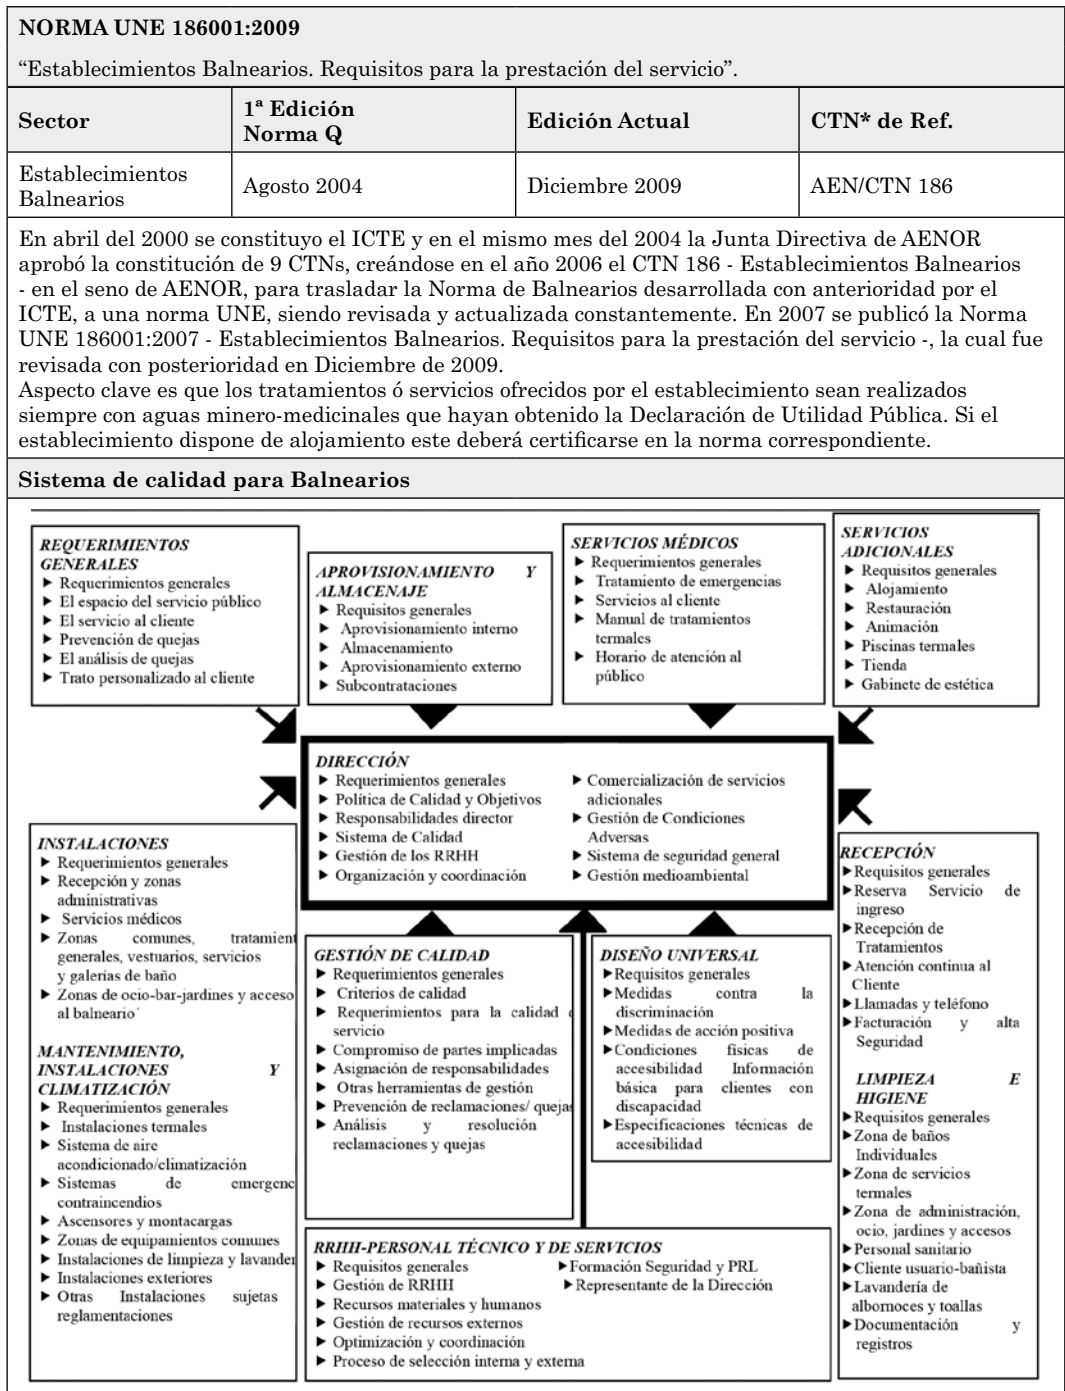 NORMA UNE 186001:2009
“Establecimientos Balnearios. Requisitos para la prestación del servicio”.
Sector
1ª Edición
Norma Q
Edición Actual
CTN* de Ref.
Establecimientos
Balnearios
Agosto 2004
Diciembre 2009
AEN/CTN 186
En abril del 2000 se constituyo el ICTE y en el mismo mes del 2004 la Junta Directiva de AENOR
aprobó la constitución de 9 CTNs, creándose en el año 2006 el CTN 186 - Establecimientos Balnearios
- en el seno de AENOR, para trasladar la Norma de Balnearios desarrollada con anterioridad por el
ICTE, a una norma UNE, siendo revisada y actualizada constantemente. En 2007 se publicó la Norma
UNE 186001:2007 - Establecimientos Balnearios. Requisitos para la prestación del servicio -, la cual fue
revisada con posterioridad en Diciembre de 2009.
Aspecto clave es que los tratamientos ó servicios ofrecidos por el establecimiento sean realizados
siempre con aguas minero-medicinales que hayan obtenido la Declaración de Utilidad Pública. Si el
establecimiento dispone de alojamiento este deberá certificarse en la norma correspondiente.
Sistema de calidad para Balnearios
REQUERIMIENTOS
GENERALES
► Requerimientos generales
► El espacio del servicio público
► El servicio al cliente
► Prevención de quejas
► El análisis de quejas
► Trato personalizado al cliente
APROVISIONAMIENTO Y
ALMACENAJE
► Requisitos generales
► Aprovisionamiento interno
► Almacenamiento
► Aprovisionamiento externo
► Subcontrataciones
SERVICIOS MÉDICOS
► Requerimientos generales
► Tratamiento de emergencias
► Servicios al cliente
► Manual de tratamientos
termales
► Horario de atención al
público
SERVICIOS
ADICIONALES
► Requisitos generales
► Alojamiento
► Restauración
► Animación
► Piscinas termales
► Tienda
► Gabinete de estética
DIRECCIÓN
► Requerimientos generales
► Política de Calidad y Objetivos
► Responsabilidades director
► Sistema de Calidad
► Gestión de los RRHH
► Organización y coordinación
► Comercialización de servicios
adicionales
► Gestión de Condiciones
Adversas
► Sistema de seguridad general
► Gestión medioambiental
INSTALACIONES
► Requerimientos generales
► Recepción y zonas
administrativas
► Servicios médicos
► Zonas comunes, tratamient
generales, vestuarios, servicios
y galerías de baño
► Zonas de ocio-bar-jardines y acceso
al balneario
MANTENIMIENTO,
INSTALACIONES Y
CLIMATIZACIÓN
► Requerimientos generales
► Instalaciones termales
► Sistema de aire
acondicionado/climatización
► Sistemas de emergenc
contraincendios
► Ascensores y montacargas
► Zonas de equipamientos comunes
► Instalaciones de limpieza y lavander
► Instalaciones exteriores
► Otras Instalaciones sujetas
reglamentaciones
GESTIÓN DE CALIDAD
► Requerimientos generales
► Criterios de calidad
► Requerimientos para la calidad
servicio
► Compromiso de partes implicadas
► Asignación de responsabilidades
► Otras herramientas de gestión
► Prevención de reclamaciones/ quejas
► Análisis y resolución
reclamaciones y quejas
DISEÑO UNIVERSAL
►Requisitos generales
►Medidas contra la
discriminación
►Medidas de acción positiva
►Condiciones físicas de
accesibilidad Información
básica para clientes con
discapacidad
►Especificaciones técnicas de
accesibilidad
RECEPCIÓN
►Requisitos generales
►Reserva Servicio de
ingreso
►Recepción de
Tratamientos
►Atención continua al
Cliente
►Llamadas y teléfono
►Facturación y alta
Seguridad
LIMPIEZA E
HIGIENE
►Requisitos generales
►Zona de baños
Individuales
►Zona de servicios
termales
►Zona de administración,
ocio, jardines y accesos
►Personal sanitario
►Cliente usuario-bañista
►Lavandería de
albornoces y toallas
►Documentación y
registros
RRHH-PERSONAL TÉCNICO Y DE SERVICIOS
► Requisitos generales
► Gestión de RRHH
► Recursos materiales y humanos
► Gestión de recursos externos
► Optimización y coordinación
► Proceso de selección interna y externa
►Formación Seguridad y PRL
►Representante de la Dirección